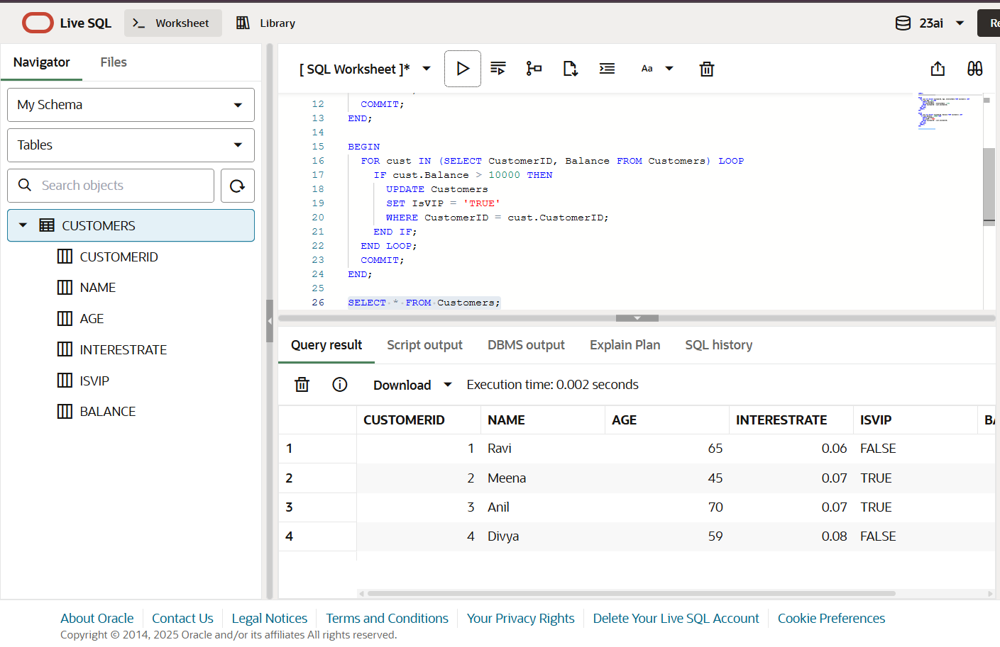 Live SQL
Worksheet
Library
23ai
Re
Navigator
Files
My Schema
Tables
Search objects
CUSTOMERS
CUSTOMERID
NAME
AGE
INTERESTRATE
ISVIP
BALANCE
[ SQL Worksheet ]*
Aa
12 COMMIT;
13 END;
14
15 BEGIN
16 FOR cust IN (SELECT CustomerID, Balance FROM Customers) LOOP
17 IF cust.Balance > 10000 THEN
18 UPDATE Customers
19 SET IsVIP = 'TRUE'
20 WHERE CustomerID = cust.CustomerID;
21 END IF;
22 END LOOP;
23 COMMIT;
24 END;
25
26 SELECT * FROM Customers;
Query result Script output DBMS output Explain Plan SQL history
Download Execution time: 0.002 seconds
CUSTOMERID NAME AGE INTERESTRATE ISVIP BA
1 1 Ravi 65 0.06 FALSE
2 2 Meena 45 0.07 TRUE
3 3 Anil 70 0.07 TRUE
4 4 Divya 59 0.08 FALSE
About Oracle Contact Us Legal Notices Terms and Conditions Your Privacy Rights Delete Your Live SQL Account Cookie Preferences
Copyright © 2014, 2025 Oracle and/or its affiliates All rights reserved.